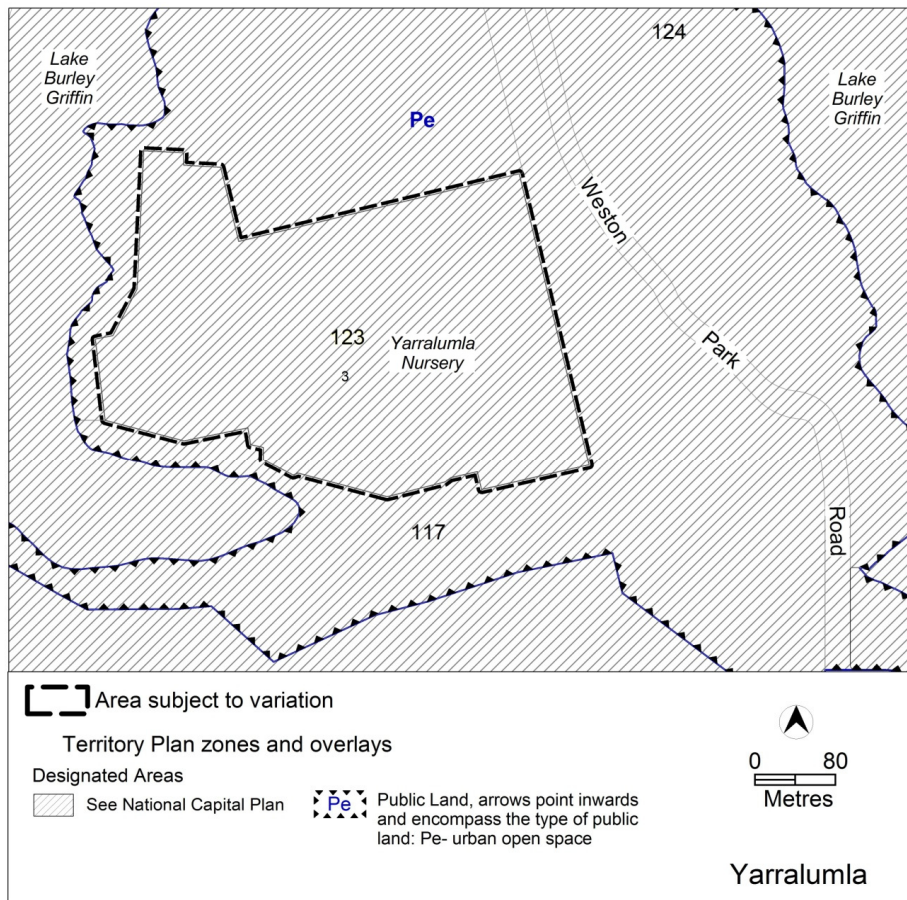 124
Lake
Burley
Griffin
Lake
Burley
Griffin
Pe
Weston
Park
Road
123
Yarralumla
Nursery
3
117
Area subject to variation
Territory Plan zones and overlays
Designated Areas
See National Capital Plan
Pe
Public Land, arrows point inwards
and encompass the type of public
land: Pe- urban open space
0 80
Metres
Yarralumla